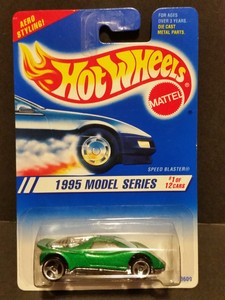 AERO
STYLING!
FOR AGES
OVER 3 YEARS.
DIE CAST
METAL PARTS.
Hot Wheels
MATTEL
SPEED BLASTER
1995 MODEL SERIES
#1 OF
12 CARS